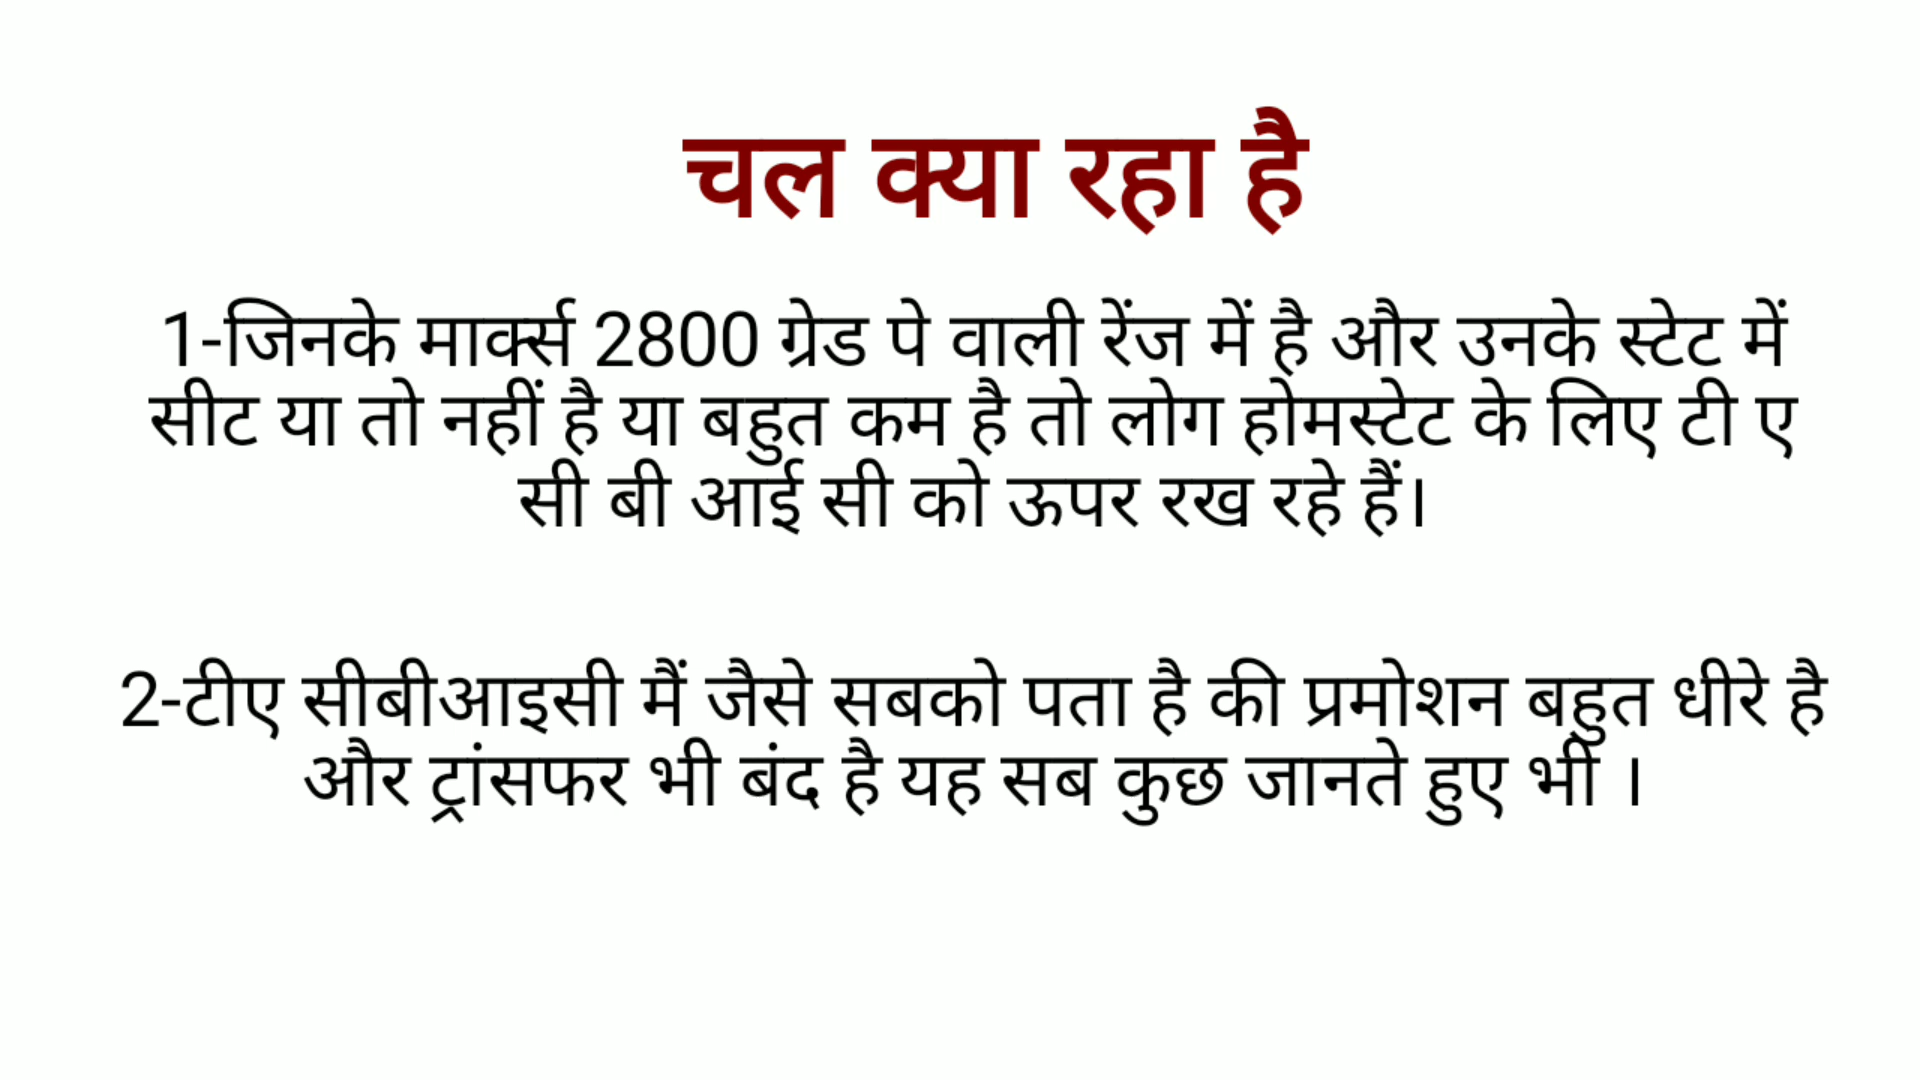 चल क्या रहा है
1-जिनके मार्क्स 2800 ग्रेड पे वाली रेंज में है और उनके स्टेट में
सीट या तो नहीं है या बहुत कम है तो लोग होमस्टेट के लिए टी ए
सी बी आई सी को ऊपर रख रहे हैं।
2-टीए सीबीआइसी मैं जैसे सबको पता है की प्रमोशन बहुत धीरे है
और ट्रांसफर भी बंद है यह सब कुछ जानते हुए भी ।